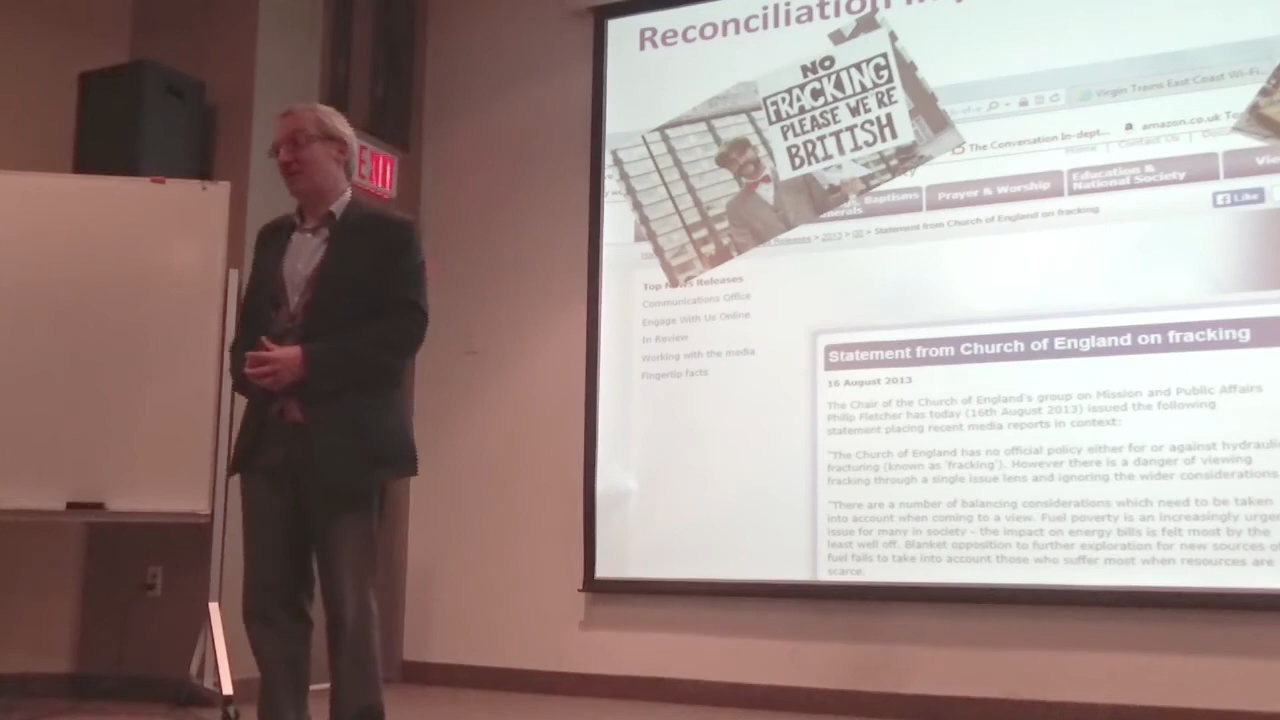 Reconciliation
NO
FRACKING
PLEASE WE'RE
BRITISH
EXIT
Virgin Trains East Coast Wi-Fi...
The Conversation In-dept...
amazon.co.uk To
Home | Contact Us |
Baptisms
Prayer & Worship
Education &
National Society
Like
Releases > 2013 > > Statement from Church of England on fracking
Top News Releases
Communications Office
Engage With Us Online
In Review
Working with the media
Fingertip facts
Statement from Church of England on fracking
16 August 2013
The Chair of the Church of England's group on Mission and Public Affairs
Philip Fletcher has today (16th August 2013) issued the following
statement placing recent media reports in context:
"The Church of England has no official policy either for or against hydrauli
fracturing (known as 'fracking'). However there is a danger of viewing
fracking through a single issue lens and ignoring the wider considerations
"There are a number of balancing considerations which need to be taken
into account when coming to a view. Fuel poverty is an increasingly urge
issue for many in society - the impact on energy bills is felt most by the
least well off. Blanket opposition to further exploration for new sources o
fuel fails to take into account those who suffer most when resources are
scarce.